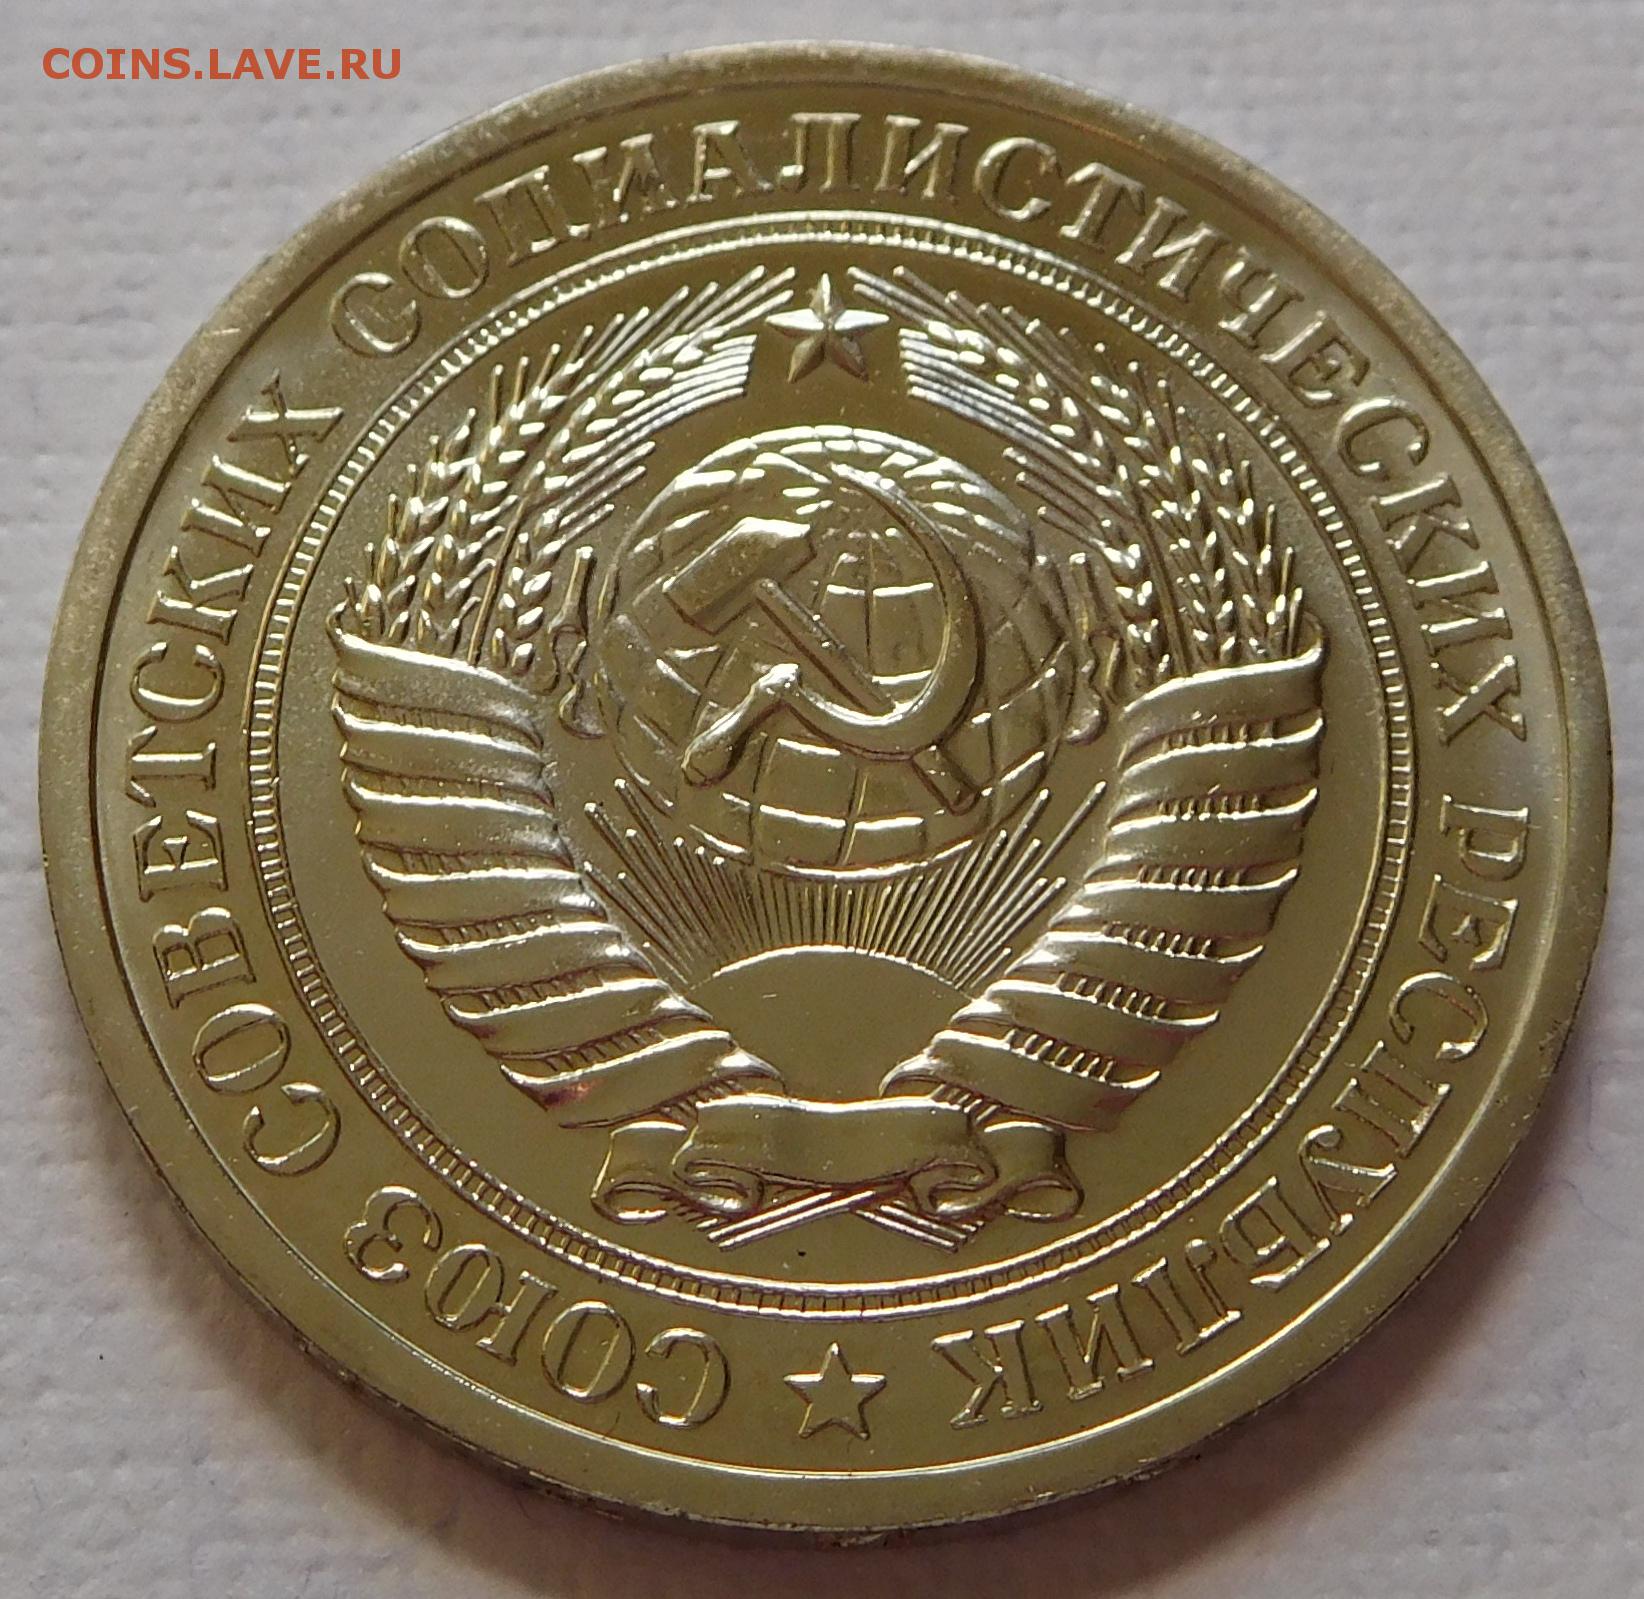 COINS.LAVE.RU
СОЮЗ СОВЕТСКИХ СОЦИАЛИСТИЧЕСКИХ РЕСПУБЛИК